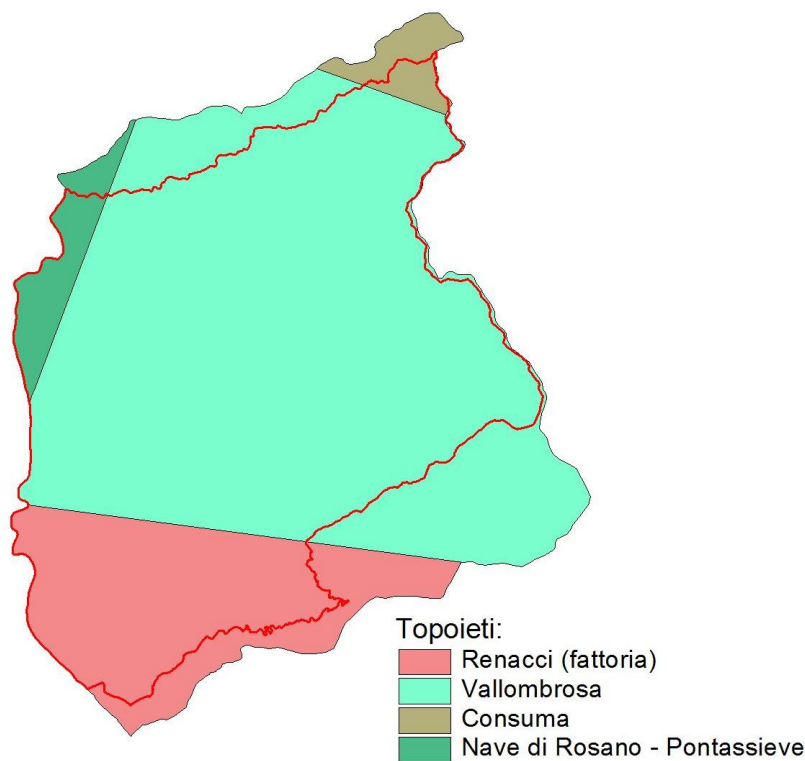 Topoieti:
Renacci (fattoria)
Vallombrosa
Consuma
Nave di Rosano - Pontassieve